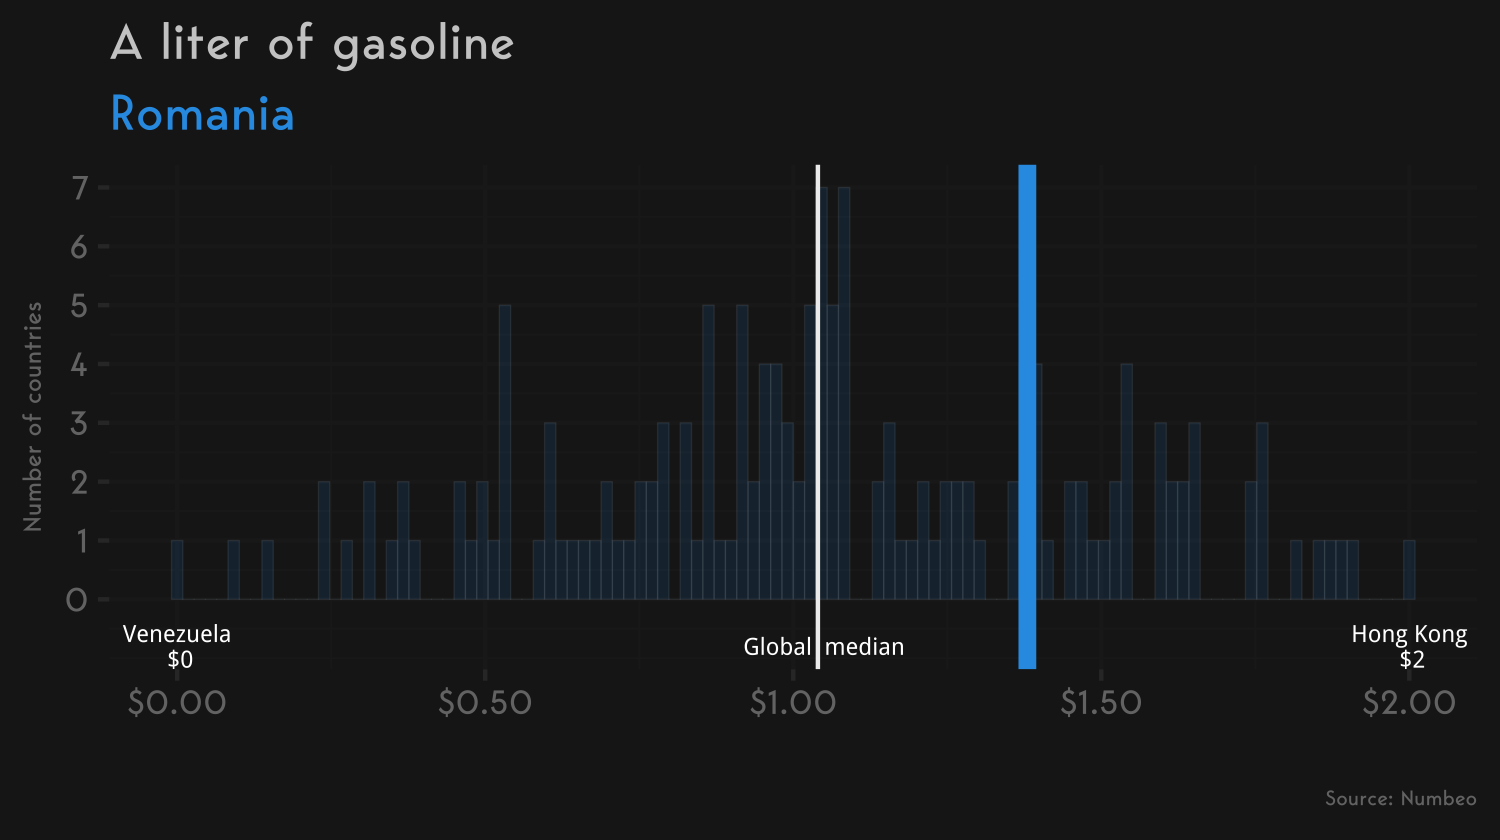 A liter of gasoline
Romania
Number of countries
7
6
5
4
3
2
1
0
Venezuela
$0
Global median
Hong Kong
$2
$0.00 $0.50 $1.00 $1.50 $2.00
Source: Numbeo